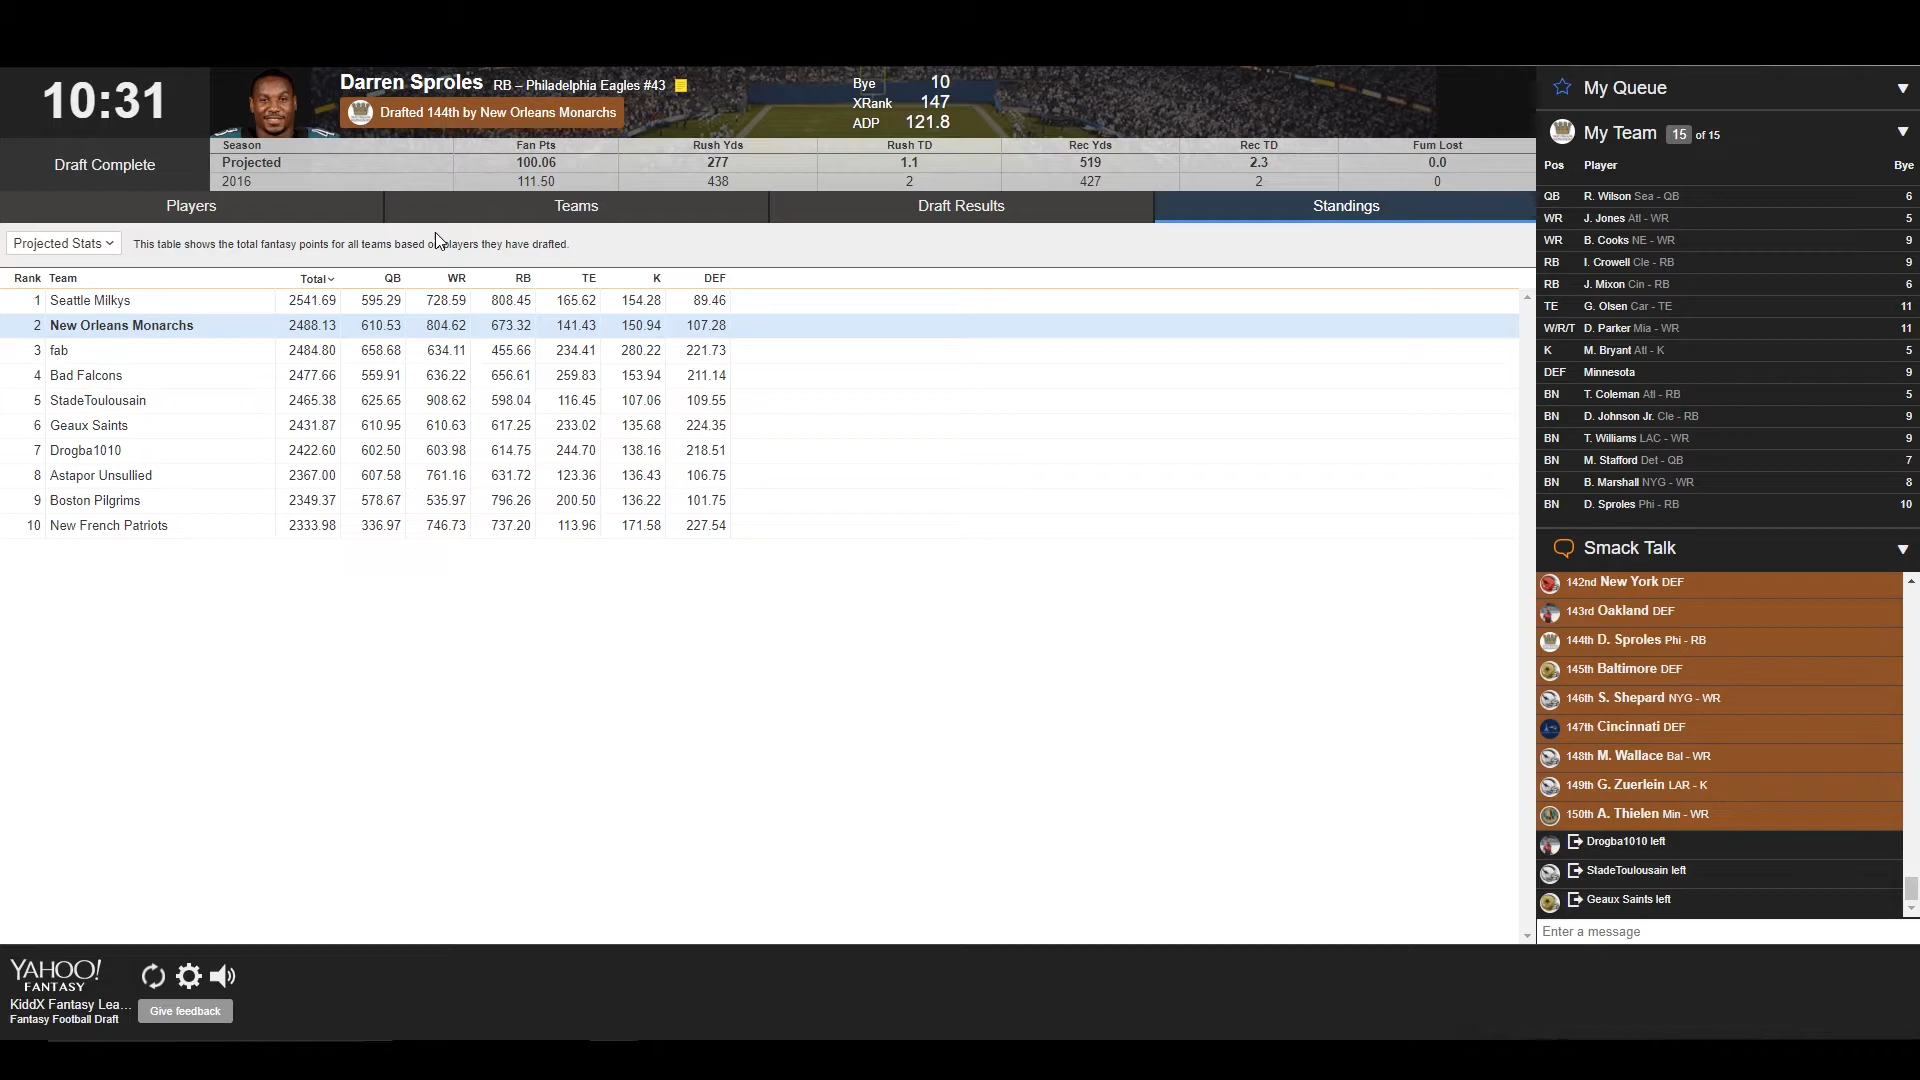 10:31
Draft Complete
Darren Sproles RB – Philadelphia Eagles #43
Drafted 144th by New Orleans Monarchs
Bye 10
XRank 147
ADP 121.8
Season Fan Pts Rush Yds Rush TD Rec Yds Rec TD Fum Lost
Projected 100.06 277 1.1 519 2.3 0.0
2016 111.50 438 2 427 2 0
Players Teams Draft Results Standings
Projected Stats This table shows the total fantasy points for all teams based players they have drafted.
Rank Team Total QB WR RB TE K DEF
1 Seattle Milkys 2541.69 595.29 728.59 808.45 165.62 154.28 89.46
2 New Orleans Monarchs 2488.13 610.53 804.62 673.32 141.43 150.94 107.28
3 fab 2484.80 658.68 634.11 455.66 234.41 280.22 221.73
4 Bad Falcons 2477.66 559.91 636.22 656.61 259.83 153.94 211.14
5 StadeToulousain 2465.38 625.65 908.62 598.04 116.45 107.06 109.55
6 Geaux Saints 2431.87 610.95 610.63 617.25 233.02 135.68 224.35
7 Drogba1010 2422.60 602.50 603.98 614.75 244.70 138.16 218.51
8 Astapor Unsullied 2367.00 607.58 761.16 631.72 123.36 136.43 106.75
9 Boston Pilgrims 2349.37 578.67 535.97 796.26 200.50 136.22 101.75
10 New French Patriots 2333.98 336.97 746.73 737.20 113.96 171.58 227.54
My Queue
My Team 15 of 15
Pos Player Bye
QB R. Wilson Sea - QB 6
WR J. Jones Atl - WR 5
WR B. Cooks NE - WR 9
RB I. Crowell Cle - RB 9
RB J. Mixon Cin - RB 6
TE G. Olsen Car - TE 11
W/R/T D. Parker Mia - WR 11
K M. Bryant Atl - K 5
DEF Minnesota 9
BN T. Coleman Atl - RB 5
BN D. Johnson Jr. Cle - RB 9
BN T. Williams LAC - WR 9
BN M. Stafford Det - QB 7
BN B. Marshall NYG - WR 8
BN D. Sproles Phi - RB 10
Smack Talk
142nd New York DEF
143rd Oakland DEF
144th D. Sproles Phi - RB
145th Baltimore DEF
146th S. Shepard NYG - WR
147th Cincinnati DEF
148th M. Wallace Bal - WR
149th G. Zuerlein LAR - K
150th A. Thielen Min - WR
Drogba1010 left
StadeToulousain left
Geaux Saints left
Enter a message
YAHOO!
FANTASY
KiddX Fantasy Lea...
Fantasy Football Draft
Give feedback